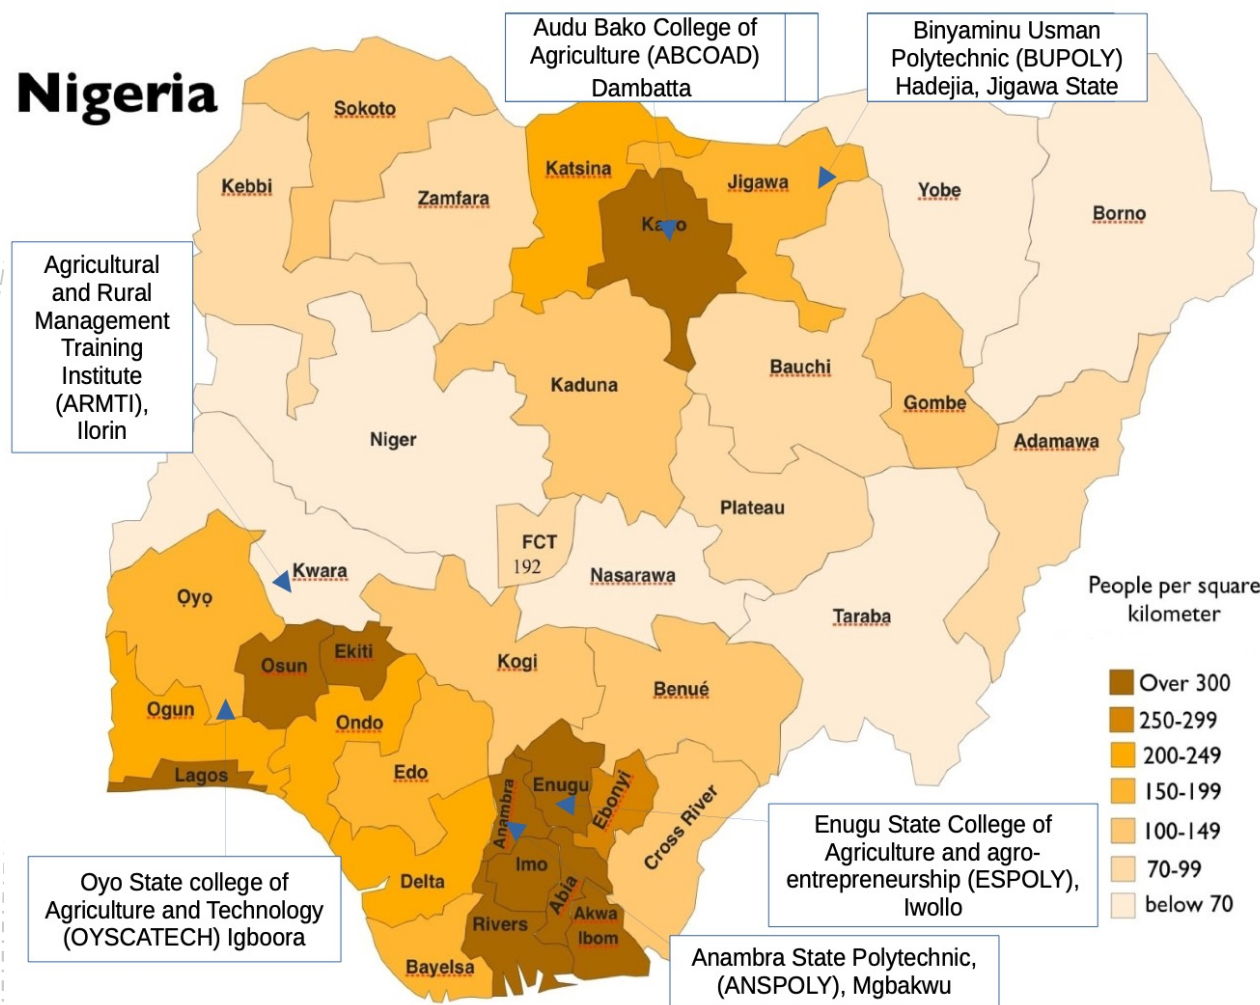 Nigeria
Audu Bako College of
Agriculture (ABCOAD)
Dambatta
Binyaminu Usman
Polytechnic (BUPOLY)
Hadejia, Jigawa State
Sokoto
Kebbi
Zamfara
Katsina
Kano
Jigawa
Yobe
Borno
Agricultural
and Rural
Management
Training
Institute
(ARMTI),
Ilorin
Niger
Kaduna
Bauchi
Gombe
Adamawa
Plateau
FCT
192
Nasarawa
Kwara
Ọyọ
Taraba
Osun
Ekiti
Kogi
Benué
Ogun
Ondo
Lagos
Edo
Enugu
Anambra
Ebonyi
Cross River
Imo
Abia
Delta
Rivers
Akwa
Ibom
Bayelsa
People per square
kilometer
Over 300
250-299
200-249
150-199
100-149
70-99
below 70
Enugu State College of
Agriculture and agro-
entrepreneurship (ESPOLY),
Iwollo
Oyo State college of
Agriculture and Technology
(OYSCATECH) Igboora
Anambra State Polytechnic,
(ANSPOLY), Mgbakwu